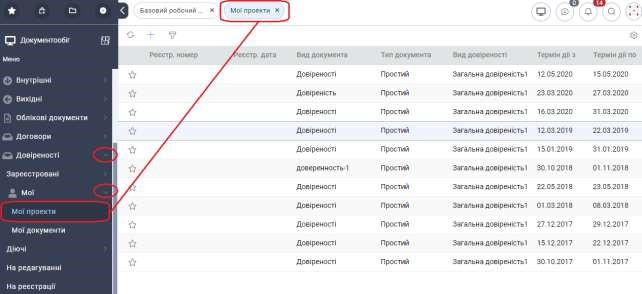 Базовий робочий ... ×
Мої проекти ×
0
14
Документообіг
Меню
Внутрішні
Вихідні
Облікові документи
Договори
Довіреності
Зареєстровані
Мої
Мої проекти
Мої документи
Діючі
На редагуванні
На реєстрації
Реєстр. номер Реєстр. дата Вид документа Тип документа Вид довіреності Термін дії з Термін дії по
Довіреності Простий Загальна довіреність1 12.05.2020 15.05.2020
Довіреність Простий Загальна довіреність1 23.03.2020 27.03.2020
Довіреності Простий Загальна довіреність1 16.03.2020 31.03.2020
Довіреності Простий Загальна довіреність1 12.03.2019 22.03.2019
Довіреності Простий Загальна довіреність1 15.01.2019 31.01.2019
доверенность-1 Простий Загальна довіреність1 30.10.2018 01.11.2018
Довіреності Простий Загальна довіреність1 22.05.2018 23.05.2018
Довіреності Простий Загальна довіреність1 01.03.2018 08.03.2018
Довіреності Простий Загальна довіреність1 27.12.2017 29.12.2017
Довіреності Простий Загальна довіреність1 15.12.2017 22.12.2017
Довіреності Простий Загальна довіреність1 30.10.2017 01.11.2017